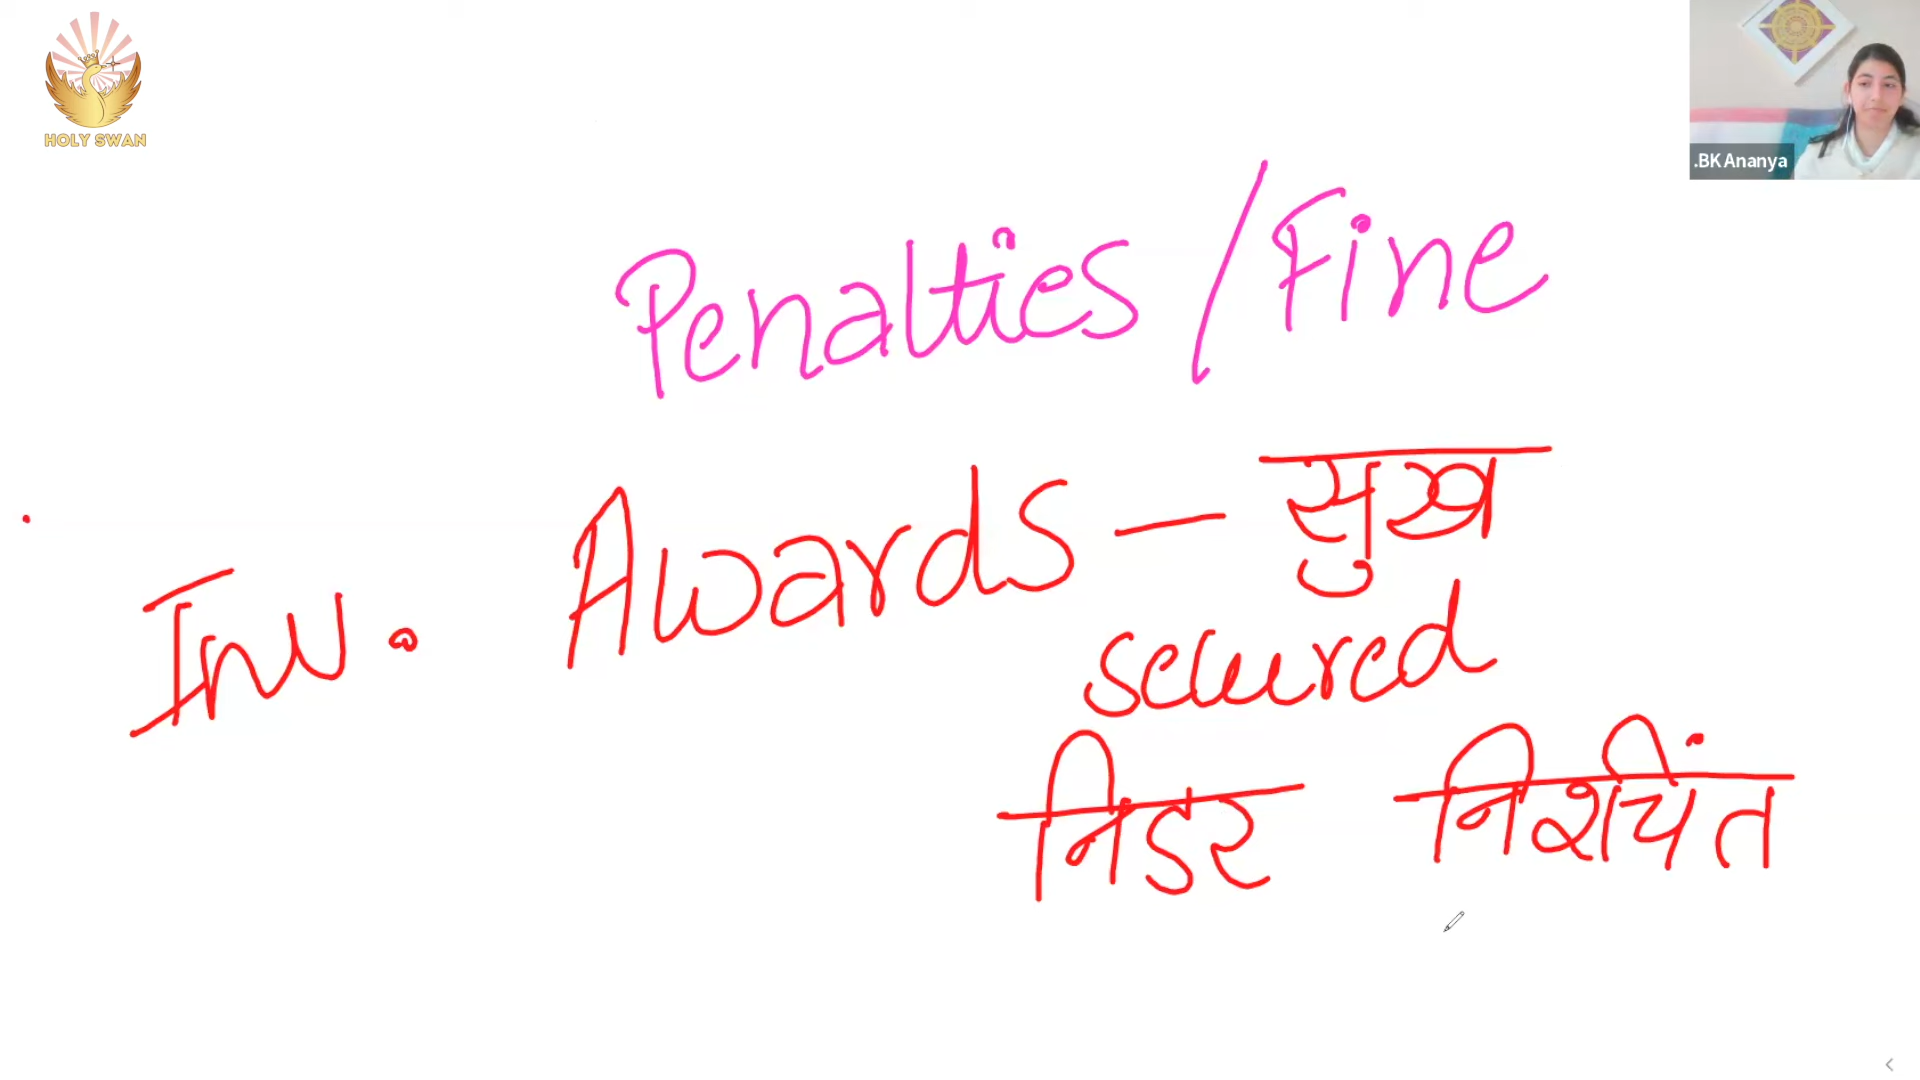 HOLY SWAN
.BK Ananya
Penalties / Fine
Awards — सुख
Inv.
secured
निडर निश्चिंत